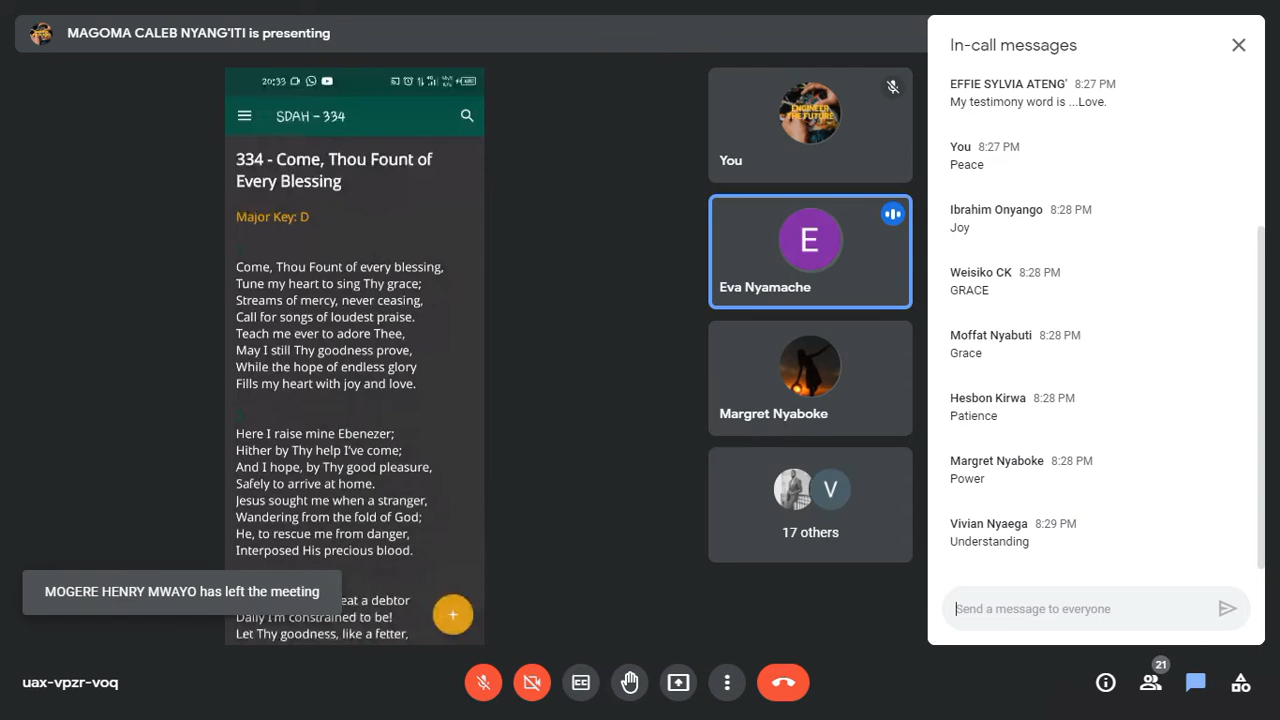 MAGOMA CALEB NYANG'ITI is presenting
20:33
SDAH - 334
334 - Come, Thou Fount of
Every Blessing
Major Key: D
Come, Thou Fount of every blessing,
Tune my heart to sing Thy grace;
Streams of mercy, never ceasing,
Call for songs of loudest praise.
Teach me ever to adore Thee,
May I still Thy goodness prove,
While the hope of endless glory
Fills my heart with joy and love.
Here I raise mine Ebenezer;
Hither by Thy help I've come;
And I hope, by Thy good pleasure,
Safely to arrive at home.
Jesus sought me when a stranger,
Wandering from the fold of God;
He, to rescue me from danger,
Interposed His precious blood.
eat a debtor
Daily I'm constrained to be!
Let Thy goodness, like a fetter,
+
MOGERE HENRY MWAYO has left the meeting
ENGINEER
THE FUTURE
You
E
Eva Nyamache
Margret Nyaboke
V
17 others
In-call messages
EFFIE SYLVIA ATENG' 8:27 PM
My testimony word is ...Love.
You 8:27 PM
Peace
Ibrahim Onyango 8:28 PM
Joy
Weisiko CK 8:28 PM
GRACE
Moffat Nyabuti 8:28 PM
Grace
Hesbon Kirwa 8:28 PM
Patience
Margret Nyaboke 8:28 PM
Power
Vivian Nyaega 8:29 PM
Understanding
Send a message to everyone
uax-vpzr-voq
CC
21